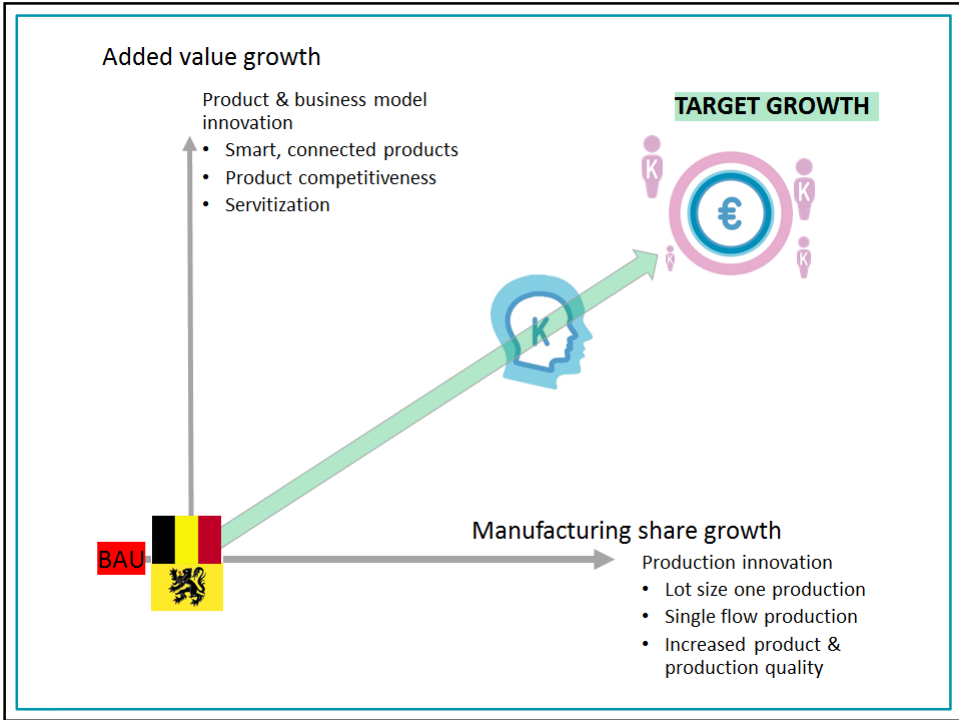 Added value growth
Product & business model
innovation
• Smart, connected products
• Product competitiveness
• Servitization
TARGET GROWTH
K
K
€
K
K
K
BAU
Manufacturing share growth
Production innovation
• Lot size one production
• Single flow production
• Increased product &
production quality